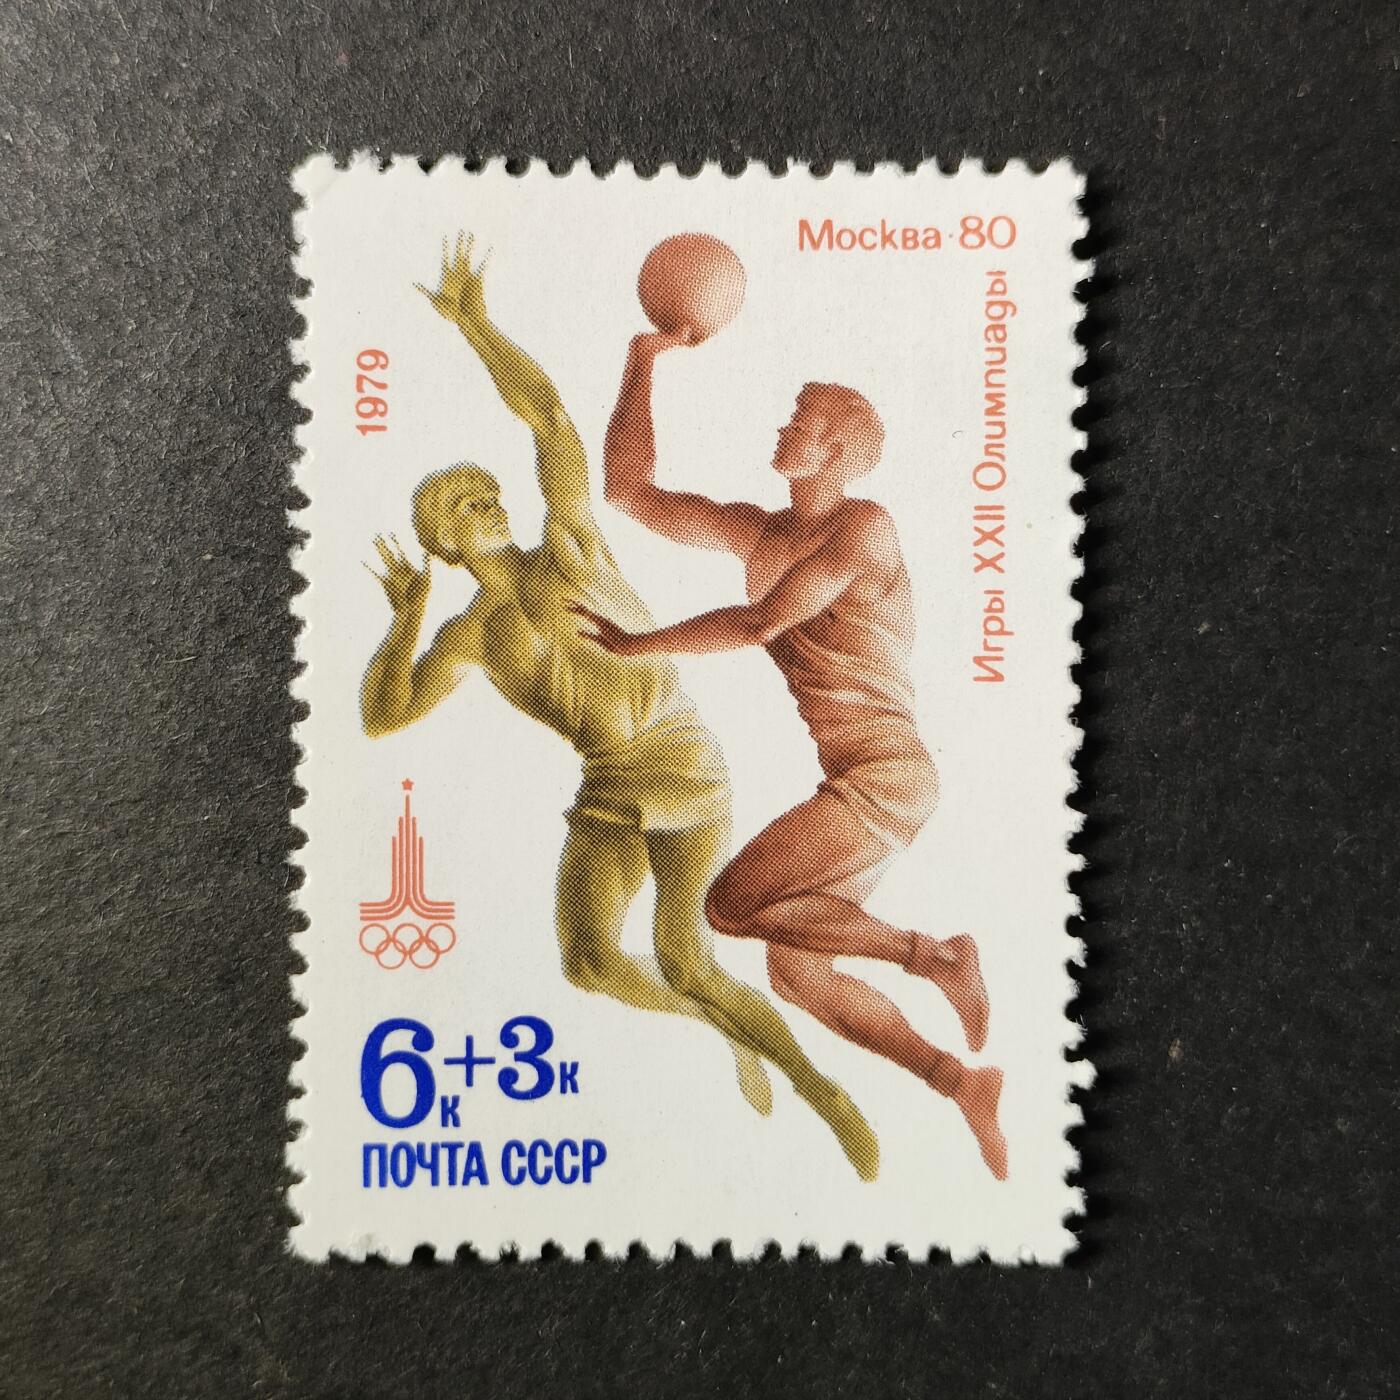 Москва·80
Игры XXII Олимпиады
1979
6к+3к
ПОЧТА СССР